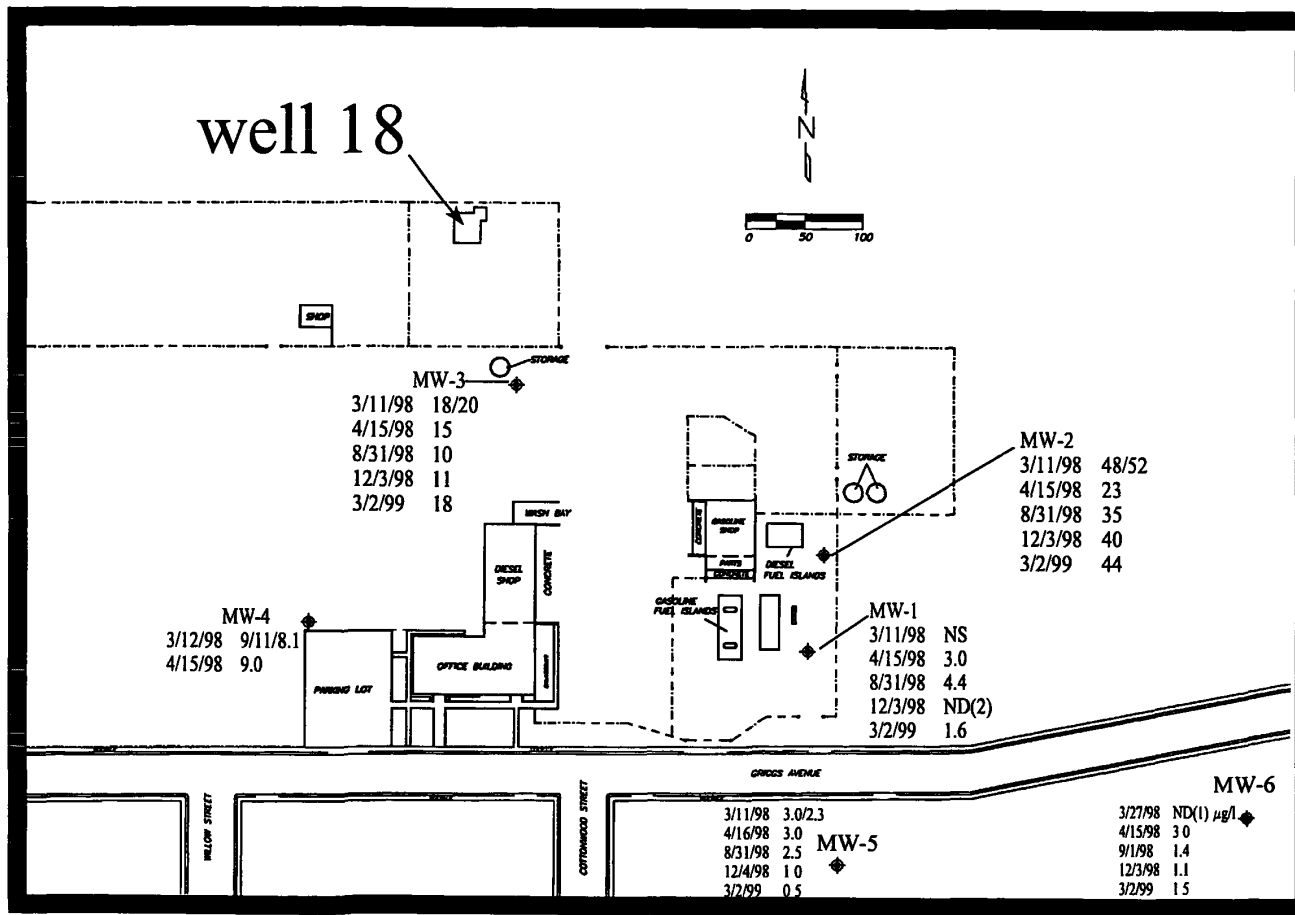 well 18
N
0 50 100
SHOP
STORAGE
MW-3
3/11/98 18/20
4/15/98 15
8/31/98 10
12/3/98 11
3/2/99 18
MW-2
3/11/98 48/52
4/15/98 23
8/31/98 35
12/3/98 40
3/2/99 44
STORAGE
WASH BAY
CONCRETE
GASOLINE
SHOP
PARTS
CONCRETE
DIESEL
FUEL ISLANDS
DIESEL
SHOP
CONCRETE
GASOLINE
FUEL ISLANDS
MW-1
3/11/98 NS
4/15/98 3.0
8/31/98 4.4
12/3/98 ND(2)
3/2/99 1.6
MW-4
3/12/98 9/11/8.1
4/15/98 9.0
PARKING LOT
OFFICE BUILDING
GRIGGS AVENUE
WILLOW STREET
COTTONWOOD STREET
3/11/98 3.0/2.3
4/16/98 3.0
8/31/98 2.5
12/4/98 1 0
3/2/99 0 5
MW-5
MW-6
3/27/98 ND(1) µg/l
4/15/98 3 0
9/1/98 1.4
12/3/98 1.1
3/2/99 1 5